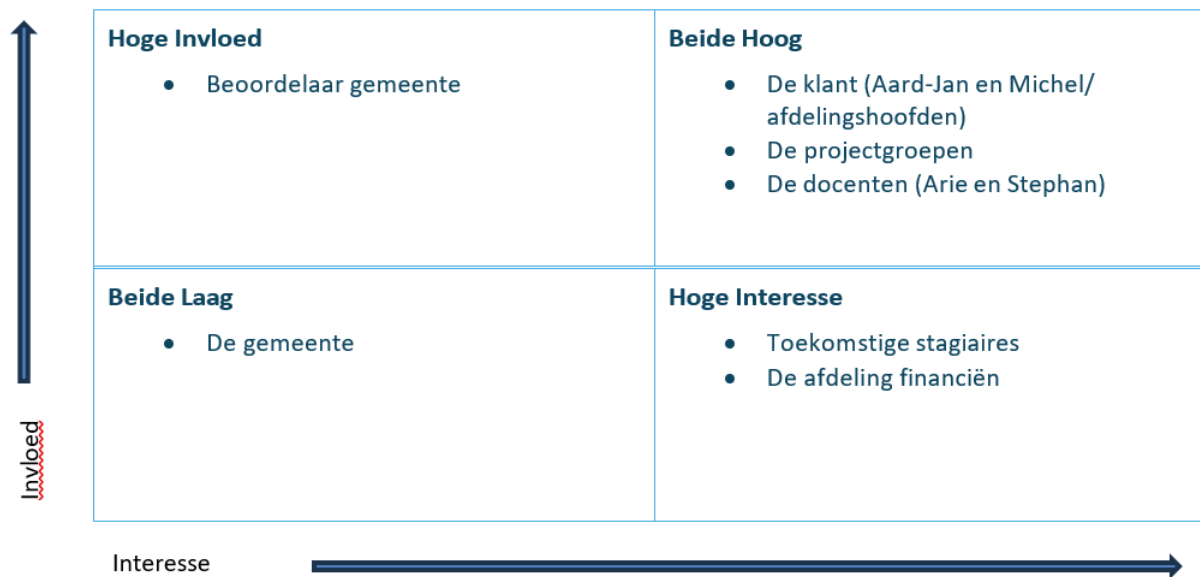 Hoge Invloed
• Beoordelaar gemeente
Beide Hoog
• De klant (Aard-Jan en Michel/
afdelingshoofden)
• De projectgroepen
• De docenten (Arie en Stephan)
Beide Laag
• De gemeente
Hoge Interesse
• Toekomstige stagiaires
• De afdeling financiën
Invloed
Interesse